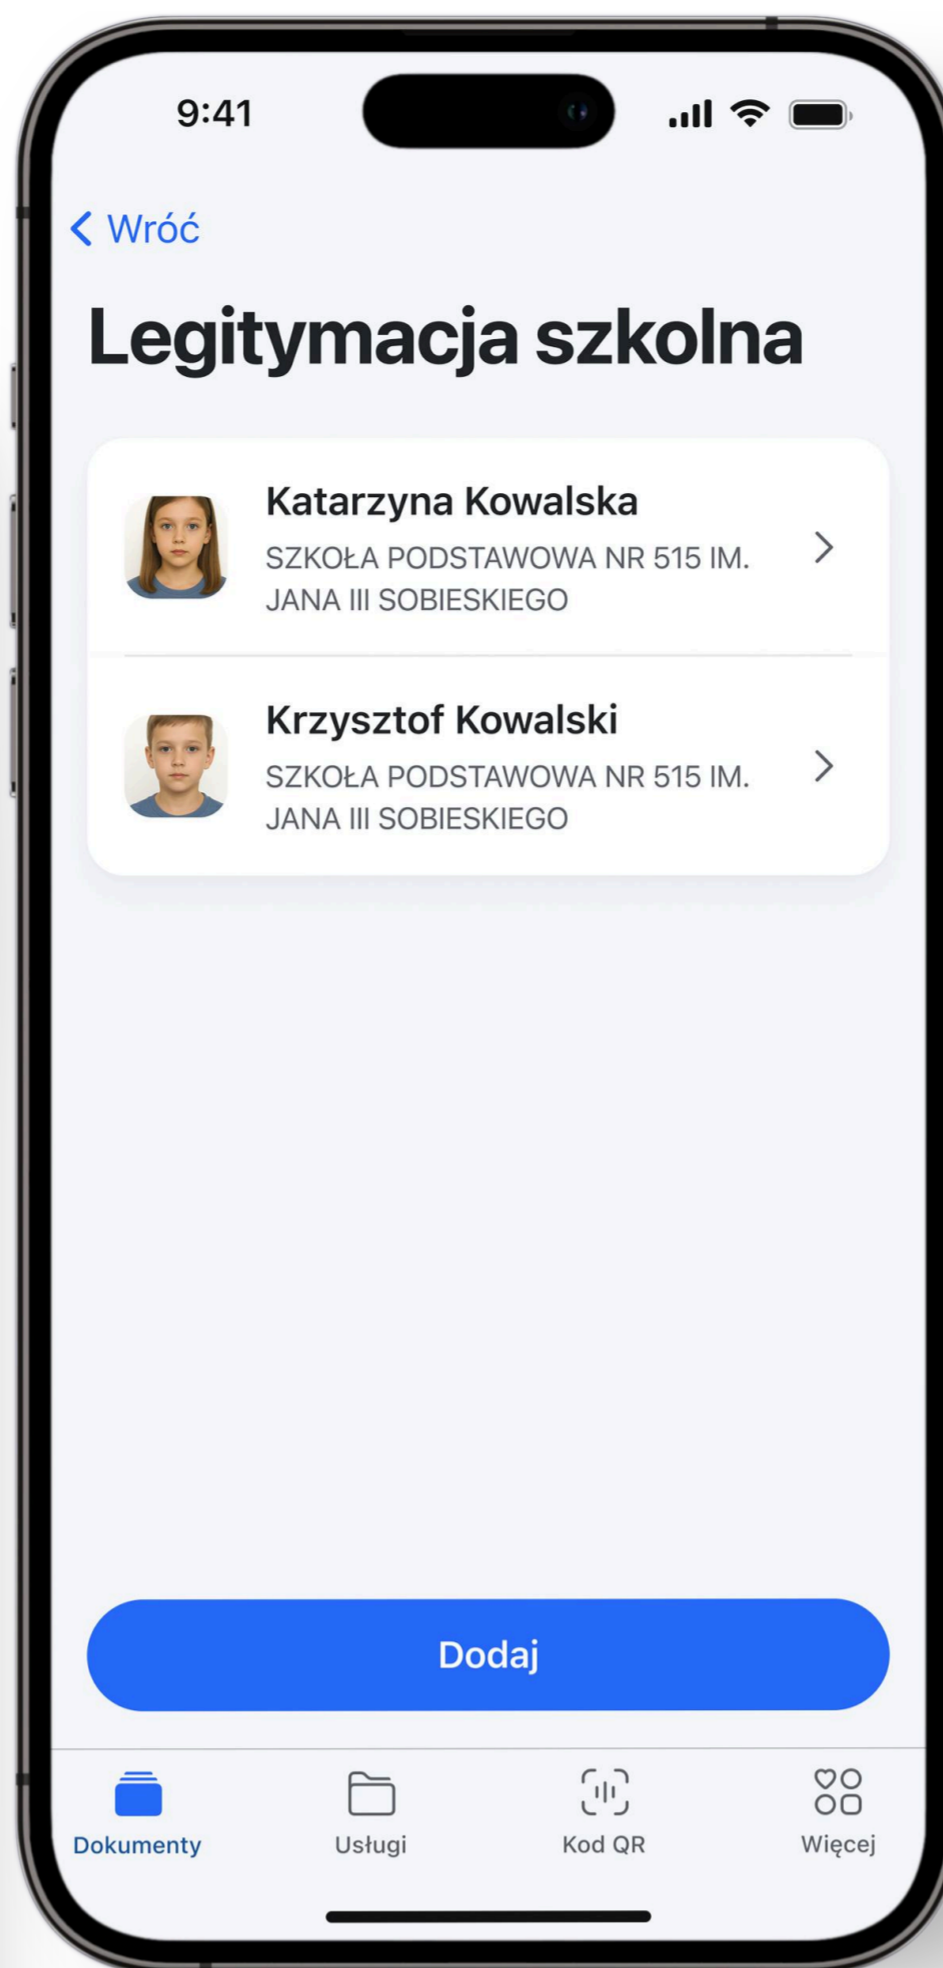 9:41
Wróć
Legitymacja szkolna
Katarzyna Kowalska
SZKOŁA PODSTAWOWA NR 515 IM.
JANA III SOBIESKIEGO
Krzysztof Kowalski
SZKOŁA PODSTAWOWA NR 515 IM.
JANA III SOBIESKIEGO
Dodaj
Dokumenty Usługi Kod QR Więcej